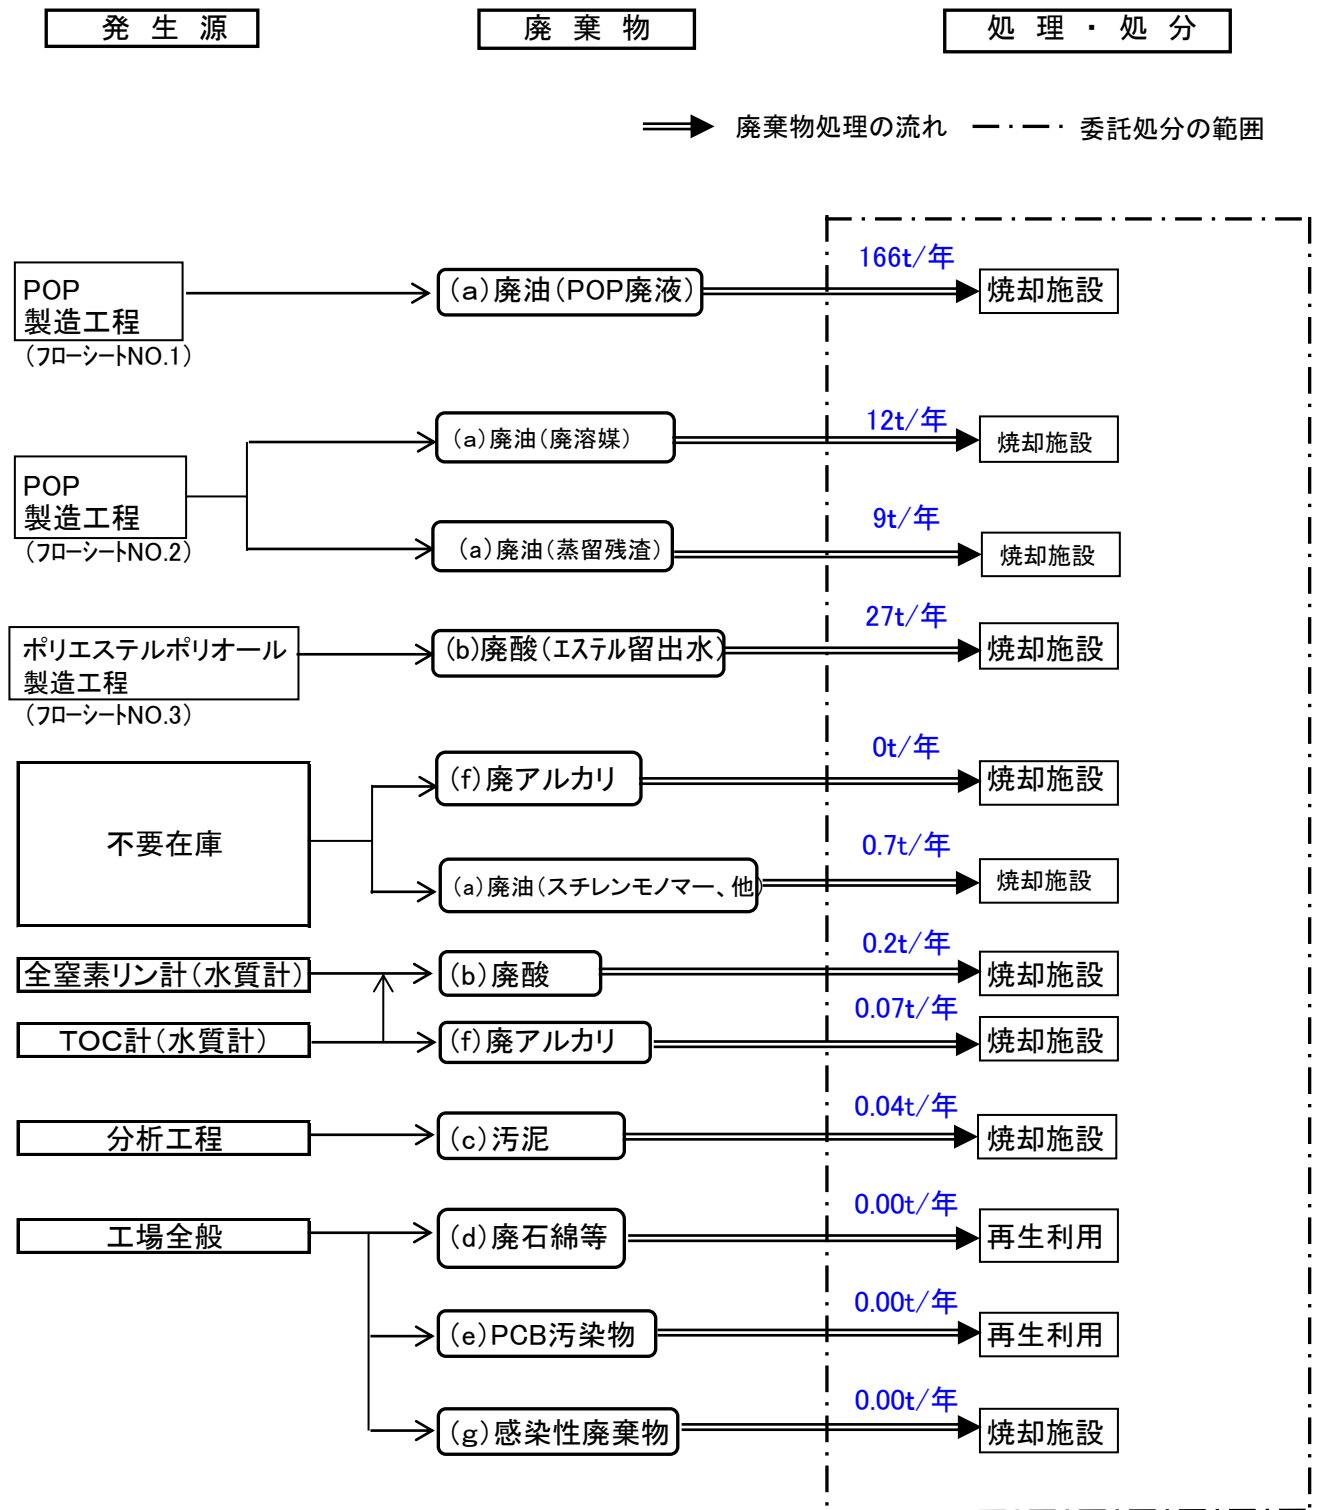 発 生 源
廃 棄 物
処 理 ・ 処 分
廃棄物処理の流れ
委託処分の範囲
POP
製造工程
(フローシートNO.1)
(a)廃油(POP廃液)
166t/年
焼却施設
POP
製造工程
(フローシートNO.2)
(a)廃油(廃溶媒)
12t/年
焼却施設
(a)廃油(蒸留残渣)
9t/年
焼却施設
ポリエステルポリオール
製造工程
(フローシートNO.3)
(b)廃酸(エステル留出水)
27t/年
焼却施設
不要在庫
(f)廃アルカリ
0t/年
焼却施設
(a)廃油(スチレンモノマー、他)
0.7t/年
焼却施設
全窒素リン計(水質計)
(b)廃酸
0.2t/年
焼却施設
TOC計(水質計)
(f)廃アルカリ
0.07t/年
焼却施設
分析工程
(c)汚泥
0.04t/年
焼却施設
工場全般
(d)廃石綿等
0.00t/年
再生利用
(e)PCB汚染物
0.00t/年
再生利用
(g)感染性廃棄物
0.00t/年
焼却施設